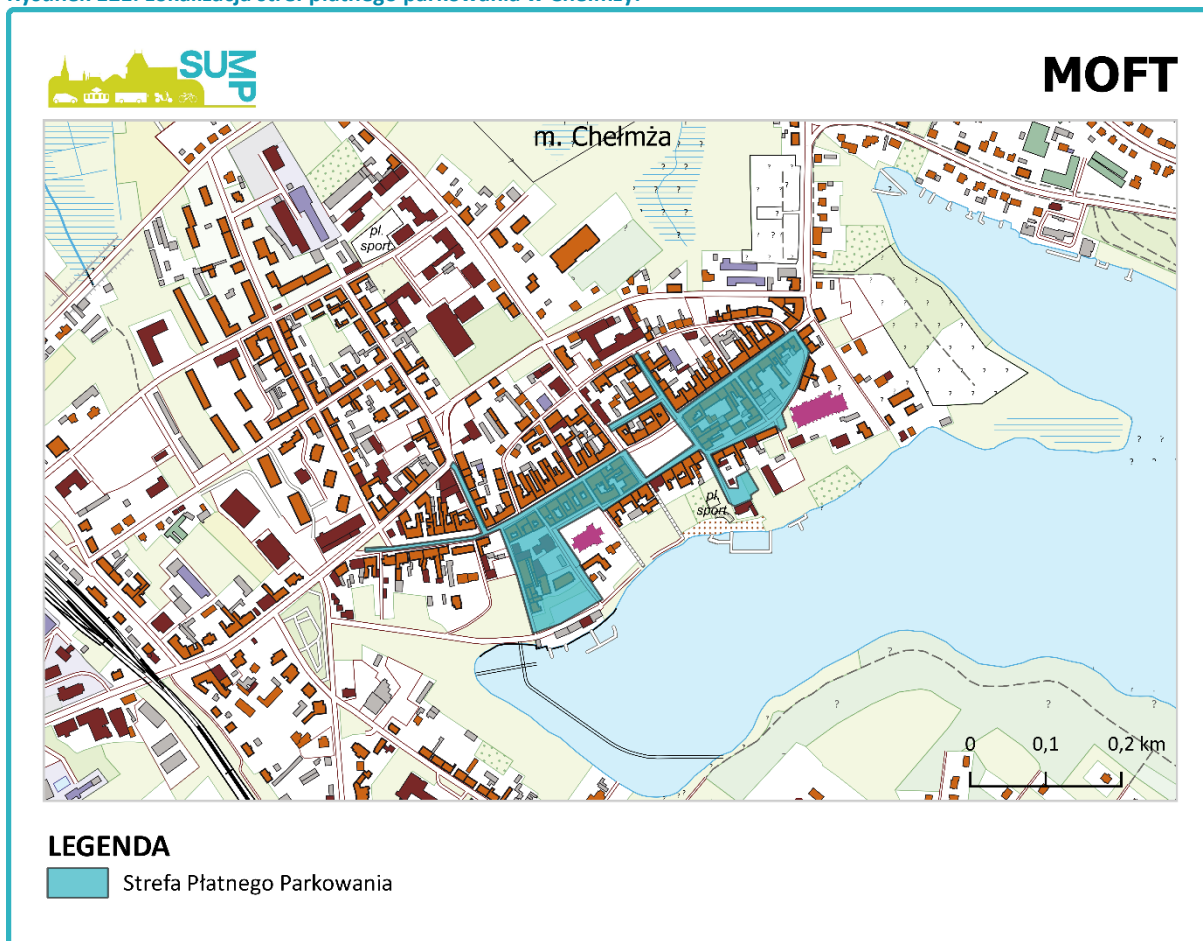 SUMP
MOFT
m. Chełmża
pl.
sport
pl.
sport
0 0,1 0,2 km
LEGENDA
Strefa Płatnego Parkowania